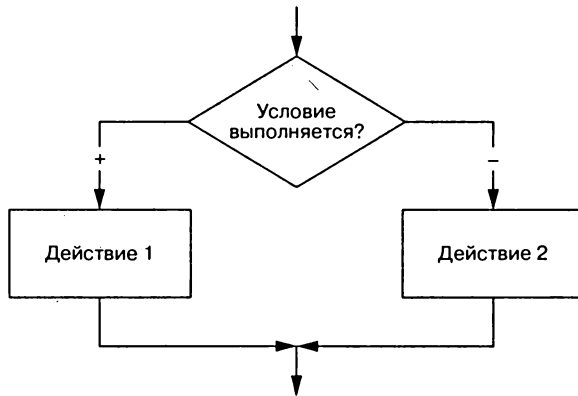 Условие
выполняется?
+
–
Действие 1
Действие 2